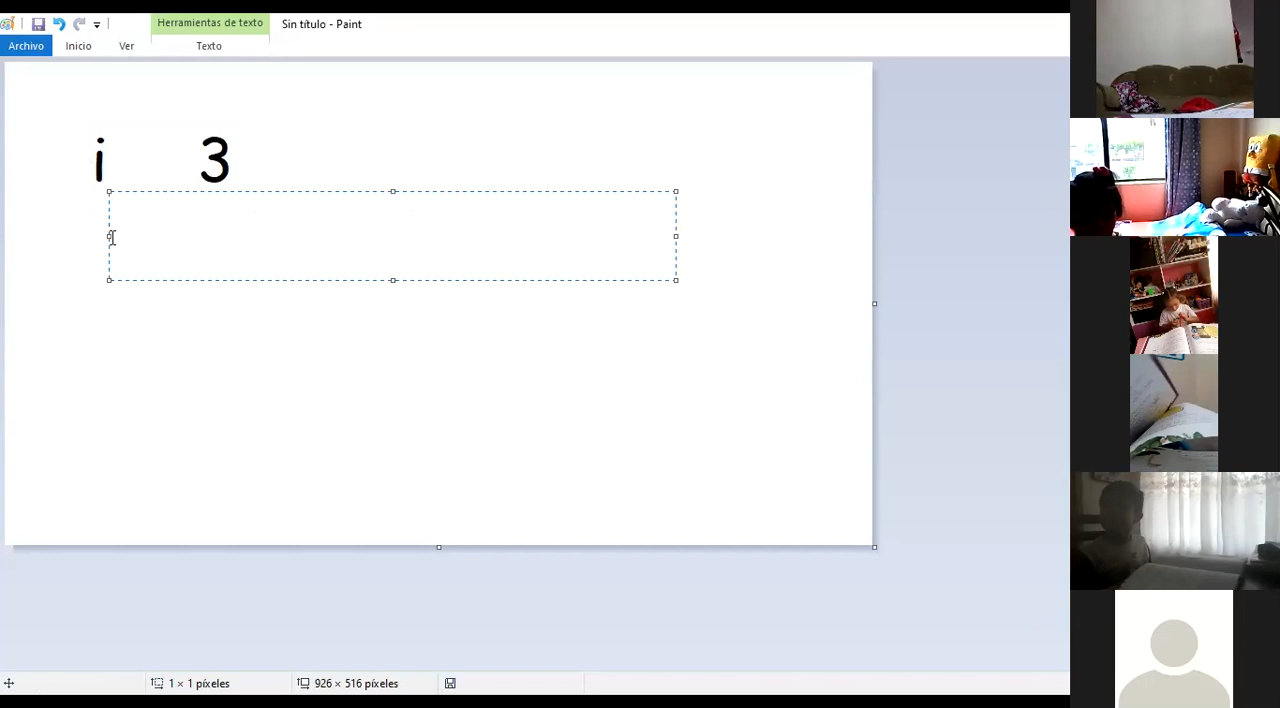 Herramientas de texto Sin título - Paint
Archivo Inicio Ver Texto
i 3
1 × 1 píxeles 926 × 516 píxeles